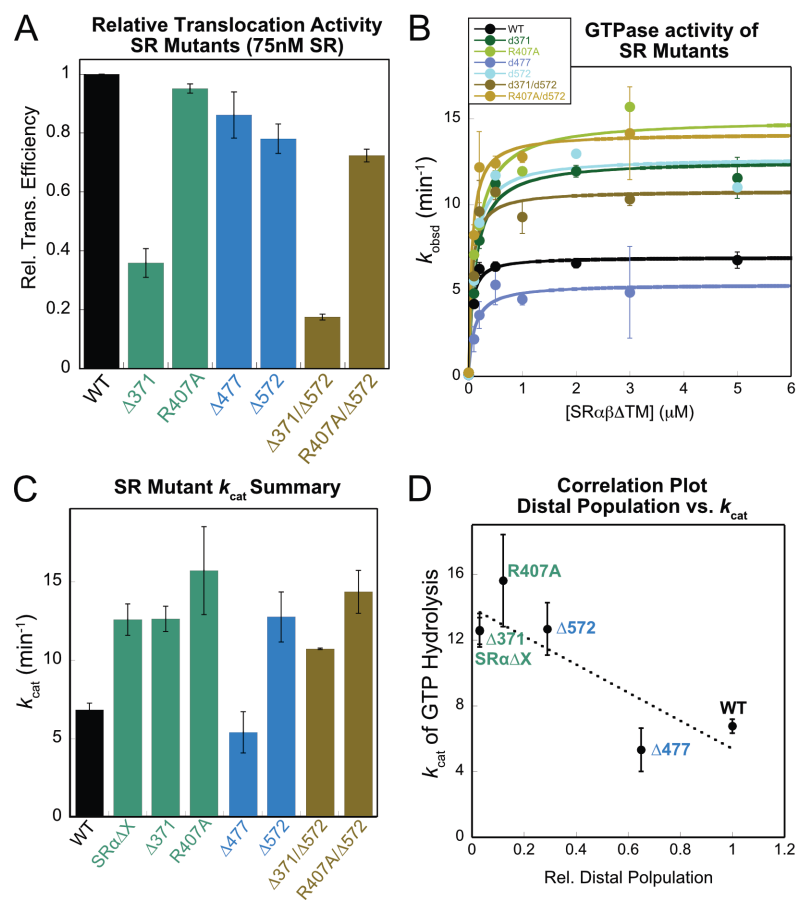 A
Relative Translocation Activity
SR Mutants (75nM SR)
Rel. Trans. Efficiency
1
0.8
0.6
0.4
0.2
0
WT
Δ371
R407A
Δ477
Δ572
Δ371/Δ572
R407A/Δ572
B
GTPase activity of
SR Mutants
WT
d371
R407A
d477
d572
d371/d572
R407A/d572
kobsd (min-1)
15
10
5
0
0 1 2 3 4 5 6
[SRαβΔTM] (μM)
C
SR Mutant kcat Summary
kcat (min-1)
15
10
5
0
WT
SRαΔX
Δ371
R407A
Δ477
Δ572
Δ371/Δ572
R407A/Δ572
D
Correlation Plot
Distal Population vs. kcat
kcat of GTP Hydrolysis
16
12
8
4
0
R407A
Δ572
Δ371
SRαΔX
WT
Δ477
0 0.2 0.4 0.6 0.8 1 1.2
Rel. Distal Polpulation